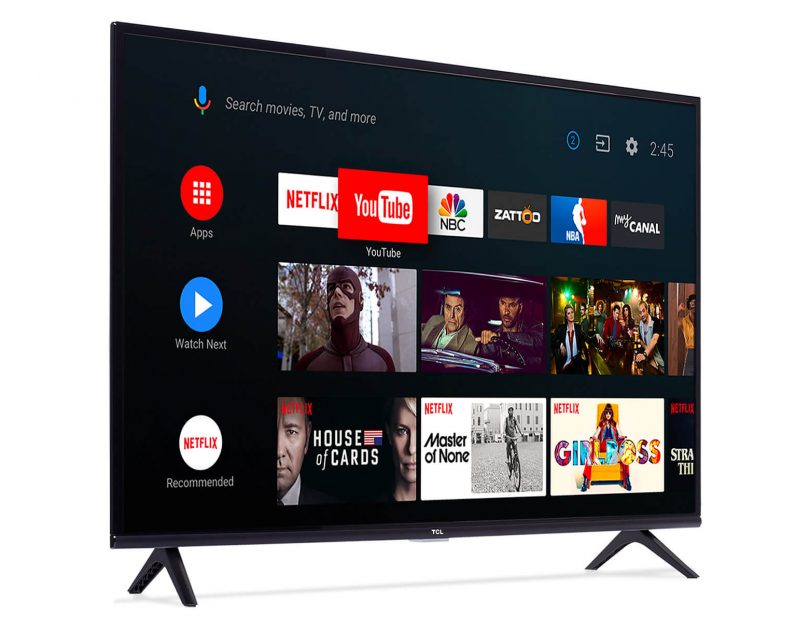 Search movies, TV, and more
2
2:45
NETFLIX
YouTube
NBC
ZATTOO
NBA
my CANAL
Apps
YouTube
Watch Next
NETFLIX
HOUSE
of CARDS
NETFLIX
Master
of None
NETFLIX
GIRLBOSS
NETFLIX
STRA
THI
NETFLIX
Recommended
TCL